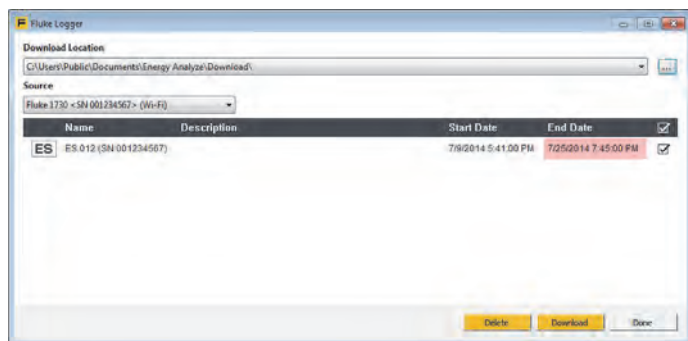 Fluke Logger
Download Location
C:\Users\Public\Documents\Energy Analyze\Download\
...
Source
Fluke 1730 <SN 001234567> (Wi-Fi)
Name Description Start Date End Date
ES ES.012 (SN 001234567) 7/9/2014 5:41:00 PM 7/25/2014 7:45:00 PM
Delete Download Done